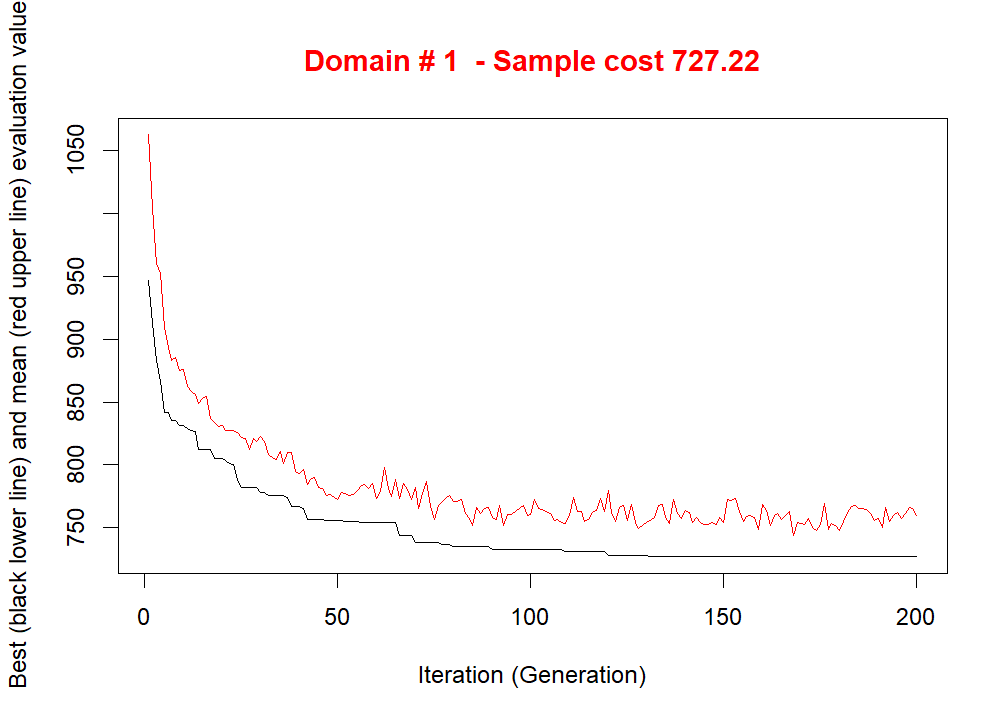 Domain # 1  - Sample cost 727.22
Best (black lower line) and mean (red upper line) evaluation value
1050
950
900
850
800
750
0 50 100 150 200
Iteration (Generation)